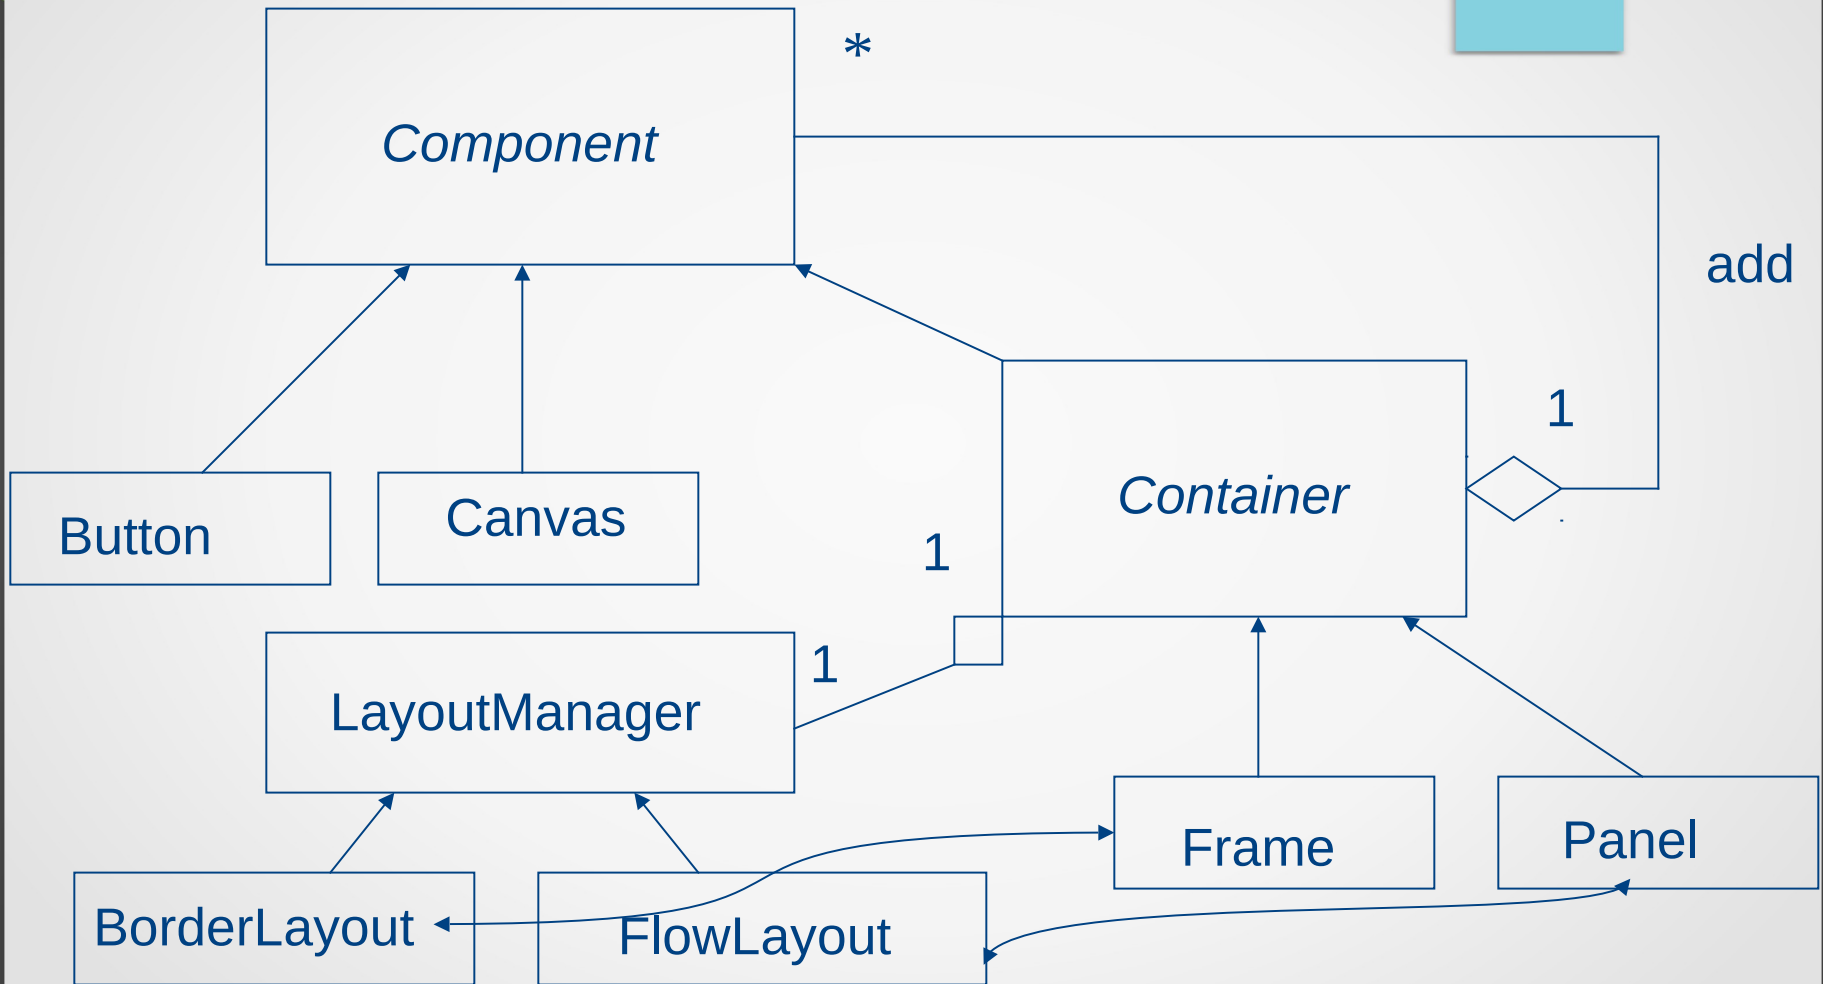 *
Component
add
1
Container
Canvas
Button
1
1
LayoutManager
Frame
Panel
BorderLayout
FlowLayout